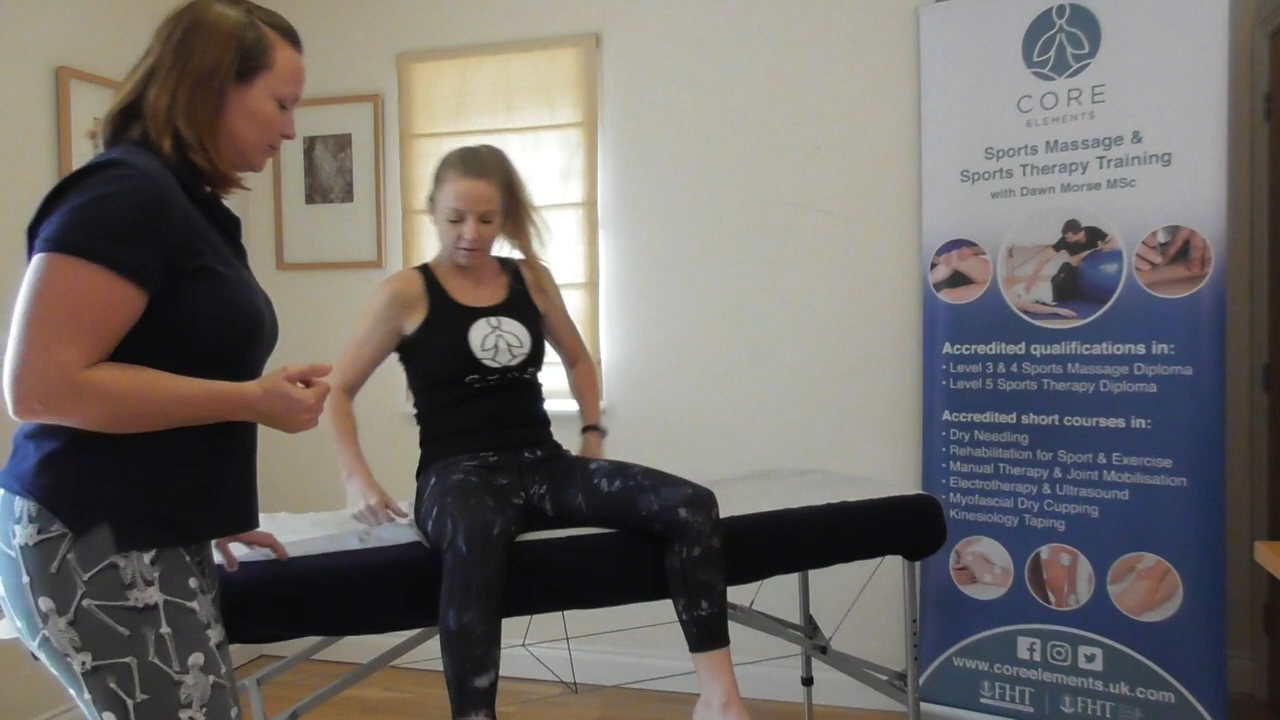 CORE
ELEMENTS
Sports Massage &
Sports Therapy Training
with Dawn Morse MSc
Accredited qualifications in:
• Level 3 & 4 Sports Massage Diploma
• Level 5 Sports Therapy Diploma
Accredited short courses in:
• Dry Needling
• Rehabilitation for Sport & Exercise
• Manual Therapy & Joint Mobilisation
• Electrotherapy & Ultrasound
• Myofascial Dry Cupping
Kinesiology Taping
www.coreelements.uk.com
FHT FHT